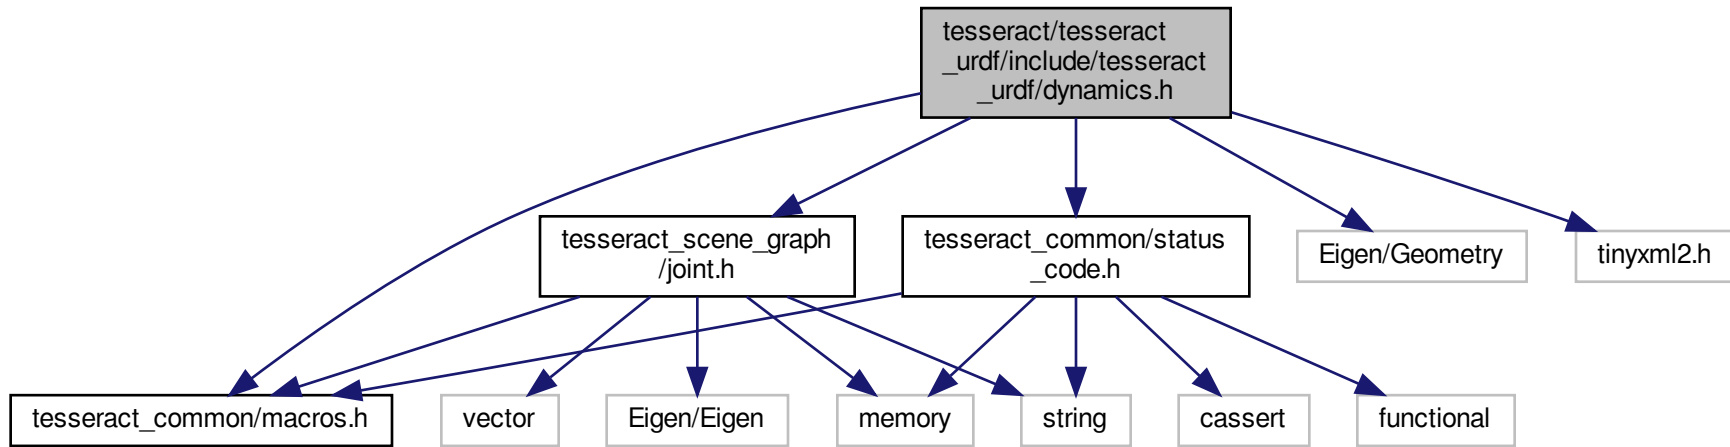 tesseract/tesseract
_urdf/include/tesseract
_urdf/dynamics.h
tesseract_scene_graph
/joint.h
tesseract_common/status
_code.h
Eigen/Geometry
tinyxml2.h
tesseract_common/macros.h
vector
Eigen/Eigen
memory
string
cassert
functional